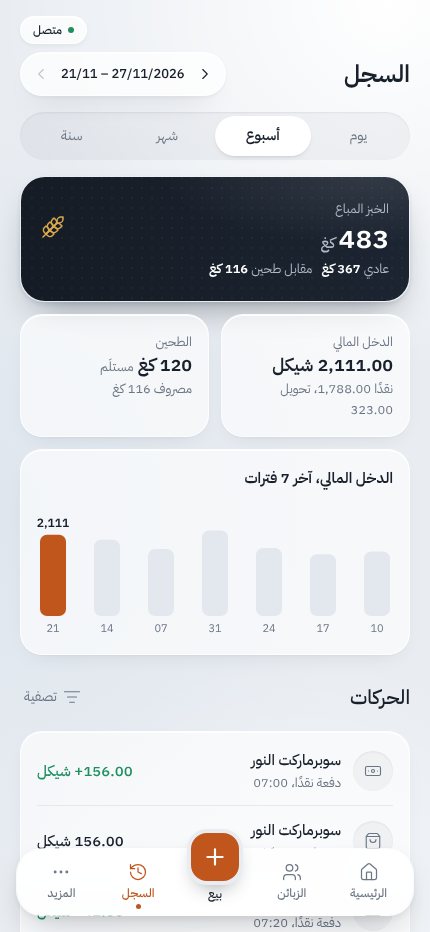 متصل
السجل
21/11 – 27/11/2026
يوم
أسبوع
شهر
سنة
الخبز المباع
483 كغ
عادي 367 كغ مقابل طحين 116 كغ
الدخل المالي
2,111.00 شيكل
نقدًا 1,788.00، تحويل
323.00
الطحين
120 كغ مستلَم
مصروف 116 كغ
الدخل المالي، آخر 7 فترات
2,111
10
17
24
31
07
14
21
الحركات
تصفية
سوبرماركت النور
+156.00 شيكل
دفعة نقدًا، 07:00
سوبرماركت النور
156.00 شيكل
الرئيسية
الزبائن
بيع
السجل
المزيد
07:20